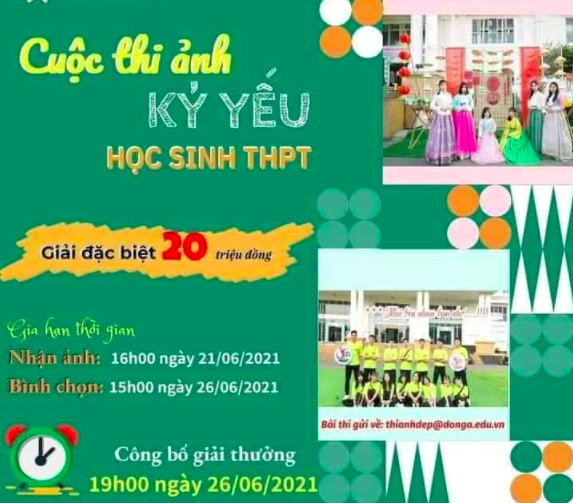 Cuộc thi ảnh
KỶ YẾU
HỌC SINH THPT
Giải đặc biệt 20 triệu đồng
Gia hạn thời gian
Nhận ảnh: 16h00 ngày 21/06/2021
Bình chọn: 15h00 ngày 26/06/2021
Bài thi gửi về: thianhdep@donga.edu.vn
Công bố giải thưởng
19h00 ngày 26/06/2021